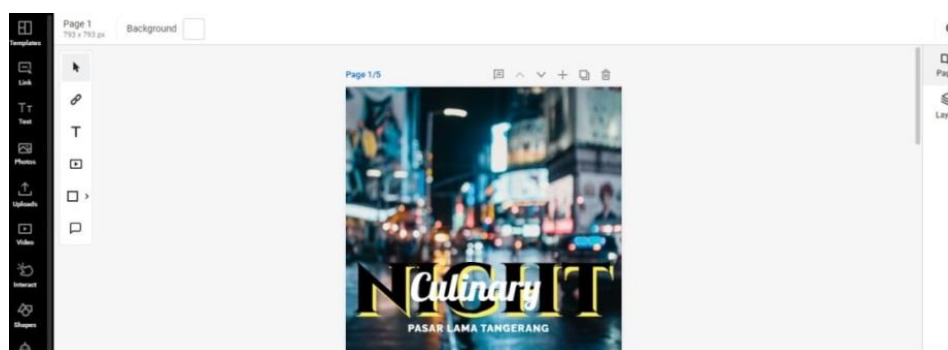 Templates
Link
Text
Photos
Uploads
Video
Interact
Shapes
Page 1
793 x 793 px
Background
T
Page 1/5
NIGHT
Culinary
PASAR LAMA TANGERANG